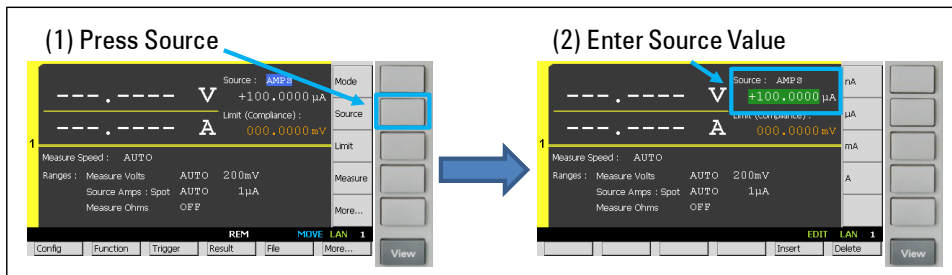 (1) Press Source
Source : AMPS
---.---- V +100.0000 µA
Limit (Compliance) :
---.---- A 000.0000 mV
1
Measure Speed : AUTO
Ranges : Measure Volts AUTO 200mV
Source Amps : Spot AUTO 1µA
Measure Ohms OFF
REM MOVE LAN 1
Mode
Source
Limit
Measure
More...
Config Function Trigger Result File More...
View
(2) Enter Source Value
Source : AMPS
---.---- V +100.0000 µA
Limit (Compliance) :
---.---- A 000.0000 mV
1
Measure Speed : AUTO
Ranges : Measure Volts AUTO 200mV
Source Amps : Spot AUTO 1µA
Measure Ohms OFF
EDIT LAN 1
nA
µA
mA
A
Insert Delete
View